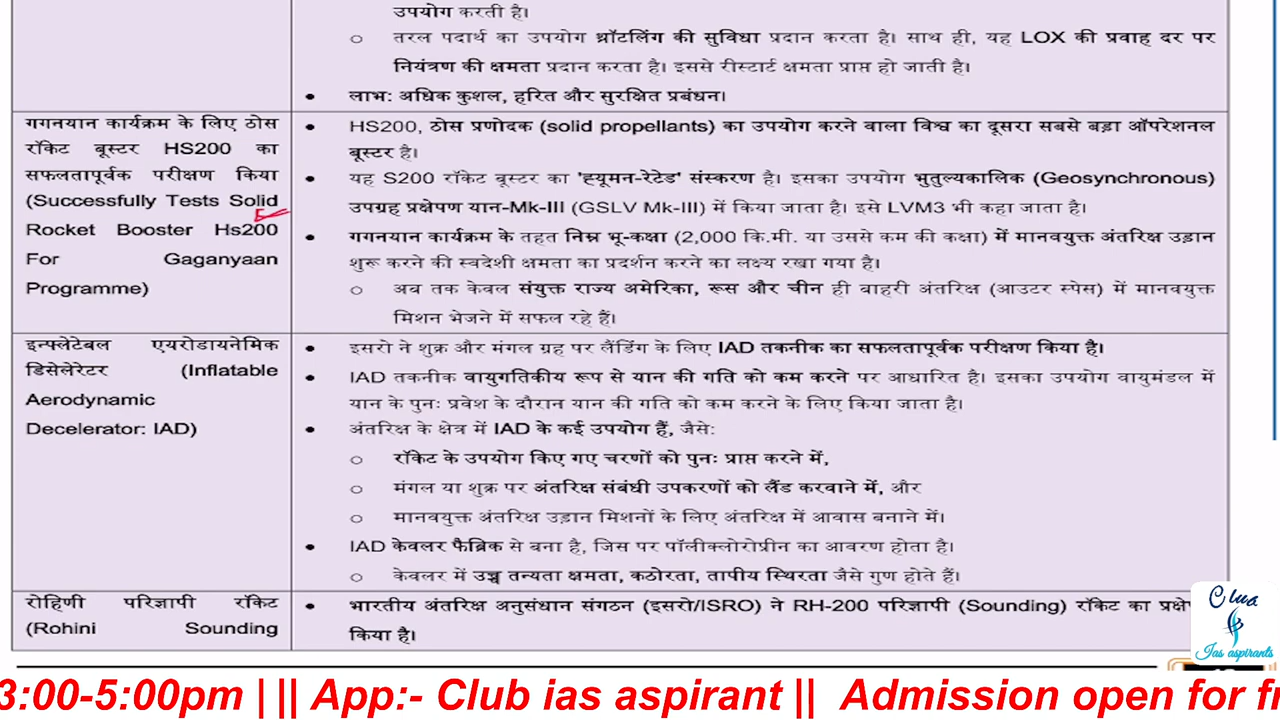 उपयोग करती है।
○ तरल पदार्थ का उपयोग थ्रॉटलिंग की सुविधा प्रदान करता है। साथ ही, यह LOX की प्रवाह दर पर
नियंत्रण की क्षमता प्रदान करता है। इससे रीस्टार्ट क्षमता प्राप्त हो जाती है।
• लाभ: अधिक कुशल, हरित और सुरक्षित प्रबंधन।
गगनयान कार्यक्रम के लिए ठोस
रॉकेट बूस्टर HS200 का
सफलतापूर्वक परीक्षण किया
(Successfully Tests Solid
Rocket Booster Hs200
For Gaganyaan
Programme)
• HS200, ठोस प्रणोदक (solid propellants) का उपयोग करने वाला विश्व का दूसरा सबसे बड़ा ऑपरेशनल
बूस्टर है।
• यह S200 रॉकेट बूस्टर का 'ह्यूमन-रेटेड' संस्करण है। इसका उपयोग भुतुल्यकालिक (Geosynchronous)
उपग्रह प्रक्षेपण यान-Mk-III (GSLV Mk-III) में किया जाता है। इसे LVM3 भी कहा जाता है।
• गगनयान कार्यक्रम के तहत निम्न भू-कक्षा (2,000 कि.मी. या उससे कम की कक्षा) में मानवयुक्त अंतरिक्ष उड़ान
शुरू करने की स्वदेशी क्षमता का प्रदर्शन करने का लक्ष्य रखा गया है।
○ अब तक केवल संयुक्त राज्य अमेरिका, रूस और चीन ही बाहरी अंतरिक्ष (आउटर स्पेस) में मानवयुक्त
मिशन भेजने में सफल रहे हैं।
इन्फ्लेटेबल एयरोडायनेमिक
डिसेलेरेटर (Inflatable
Aerodynamic
Decelerator: IAD)
• इसरो ने शुक्र और मंगल ग्रह पर लैंडिंग के लिए IAD तकनीक का सफलतापूर्वक परीक्षण किया है।
• IAD तकनीक वायुगतिकीय रूप से यान की गति को कम करने पर आधारित है। इसका उपयोग वायुमंडल में
यान के पुनः प्रवेश के दौरान यान की गति को कम करने के लिए किया जाता है।
• अंतरिक्ष के क्षेत्र में IAD के कई उपयोग हैं, जैसे:
○ रॉकेट के उपयोग किए गए चरणों को पुनः प्राप्त करने में,
○ मंगल या शुक्र पर अंतरिक्ष संबंधी उपकरणों को लैंड करवाने में, और
○ मानवयुक्त अंतरिक्ष उड़ान मिशनों के लिए अंतरिक्ष में आवास बनाने में।
• IAD केवलर फैब्रिक से बना है, जिस पर पॉलीक्लोरोप्रीन का आवरण होता है।
○ केवलर में उच्च तन्यता क्षमता, कठोरता, तापीय स्थिरता जैसे गुण होते हैं।
रोहिणी परिज्ञापी रॉकेट
(Rohini Sounding
• भारतीय अंतरिक्ष अनुसंधान संगठन (इसरो/ISRO) ने RH-200 परिज्ञापी (Sounding) रॉकेट का
किया है।
Club
Ias aspirants
3:00-5:00pm | || App:- Club ias aspirant || Admission open for